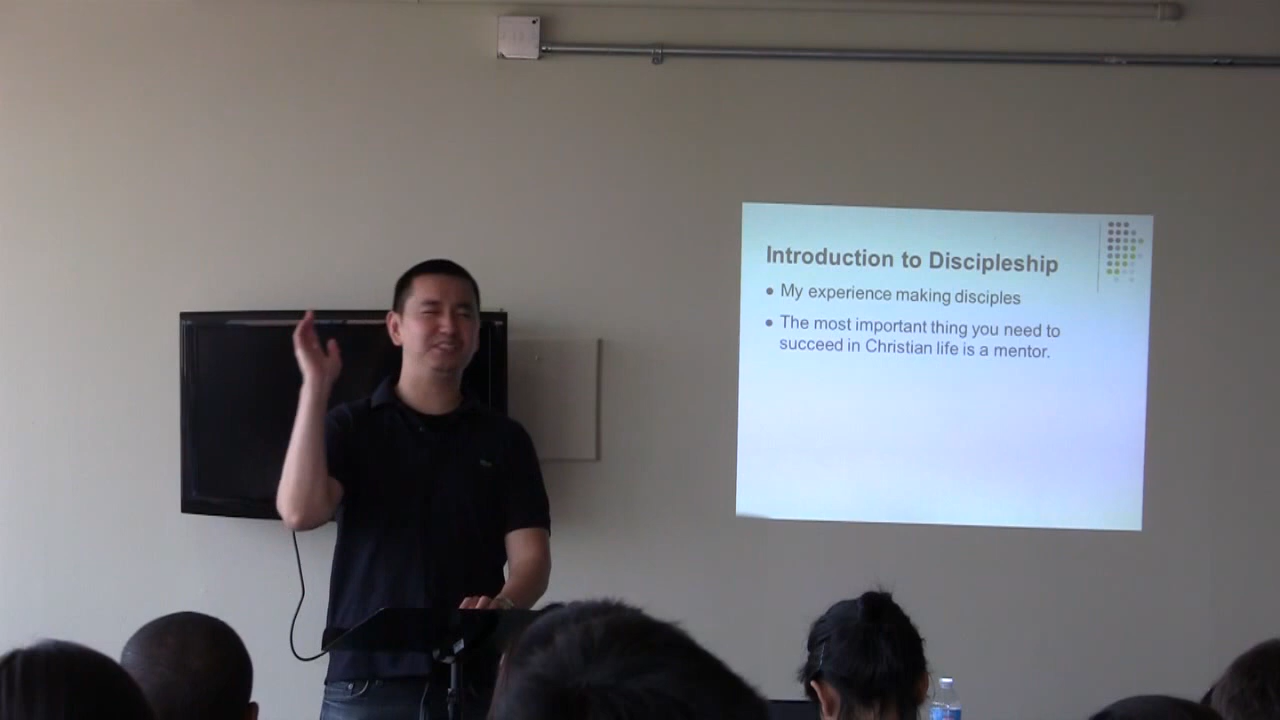 Introduction to Discipleship
● My experience making disciples
● The most important thing you need to
succeed in Christian life is a mentor.